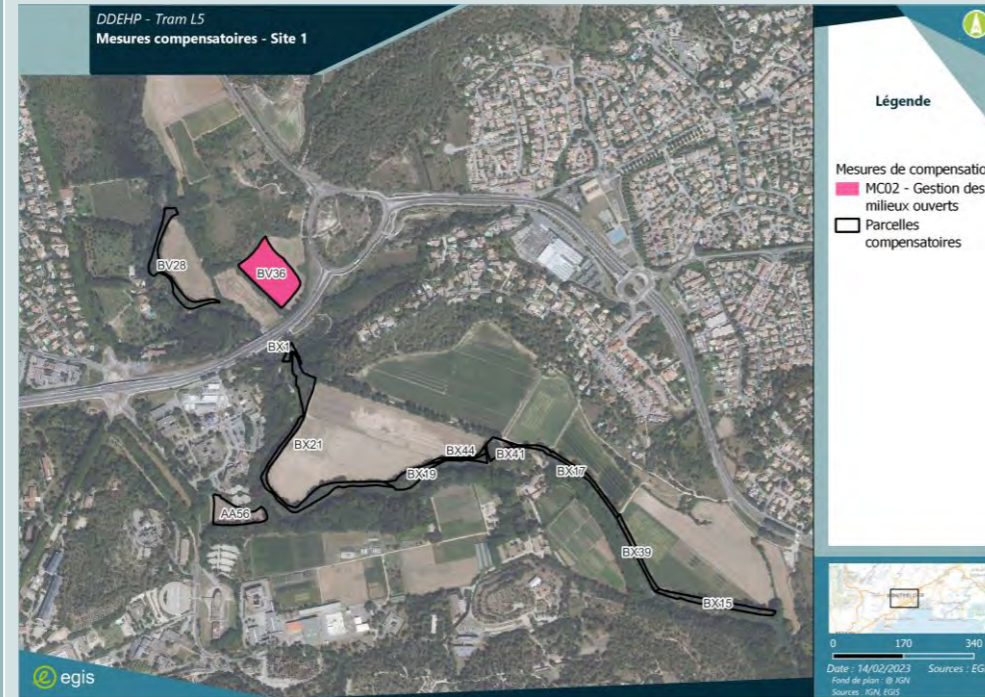 DDEHP - Tram L5
Mesures compensatoires - Site 1
Légende
Mesures de compensatio
MC02 - Gestion des
milieux ouverts
Parcelles
compensatoires
BV28
BV36
BX1
BX21
BX44
BX41
BX19
BX17
AA56
BX39
BX15
0 170 340
Date : 14/02/2023 Sources : EG
Fond de plan : @ IGN
Sources : IGN, EGIS
egis